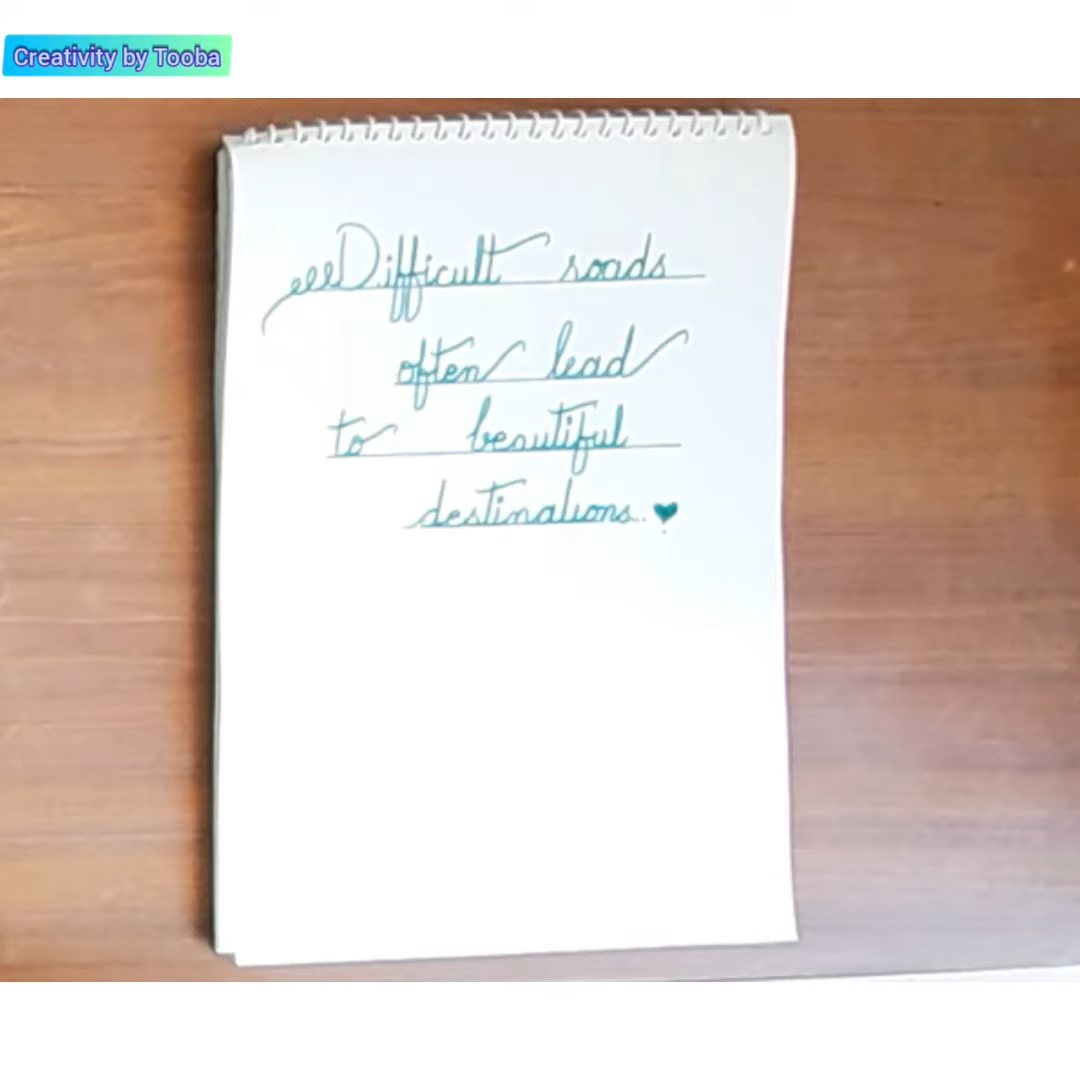 Creativity by Tooba
Difficult roads
often lead
to beautiful
destinations. ♥